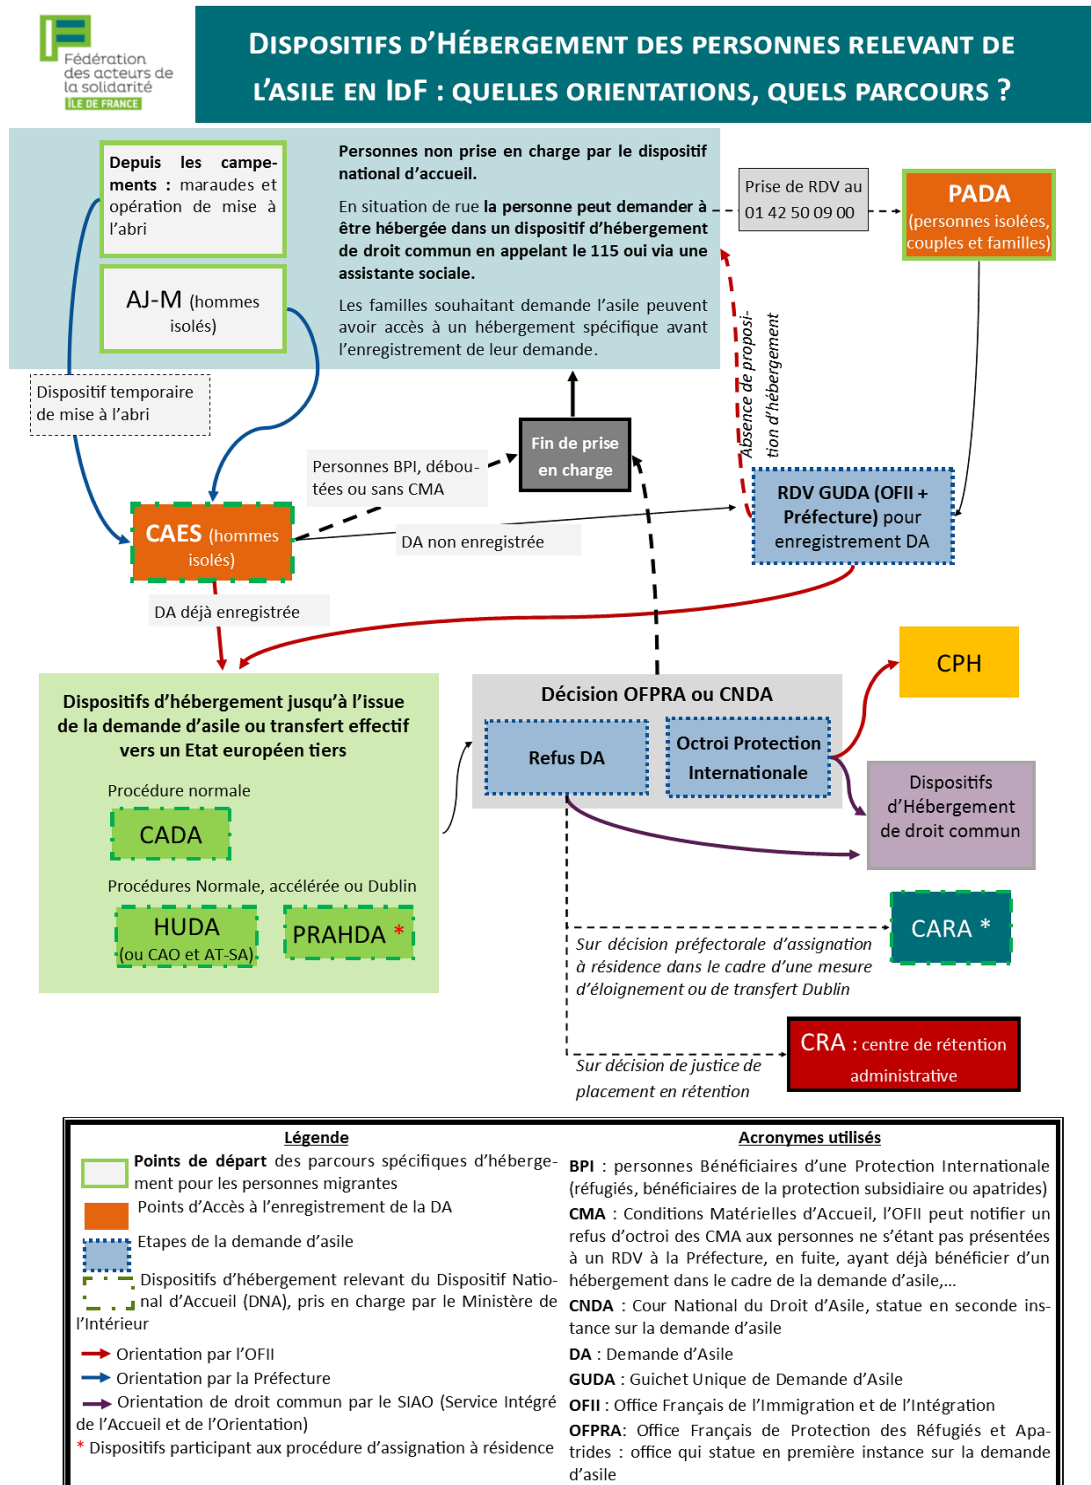 Fédération
des acteurs de
la solidarité
ÎLE DE FRANCE
DISPOSITIFS D'HÉBERGEMENT DES PERSONNES RELEVANT DE
L'ASILE EN IDF : QUELLES ORIENTATIONS, QUELS PARCOURS ?
Depuis les campe-
ments : maraudes et
opération de mise à
l'abri
AJ-M (hommes
isolés)
Personnes non prise en charge par le dispositif
national d'accueil.
En situation de rue la personne peut demander à
être hébergée dans un dispositif d'hébergement
de droit commun en appelant le 115 oui via une
assistante sociale.
Les familles souhaitant demande l'asile peuvent
avoir accès à un hébergement spécifique avant
l'enregistrement de leur demande.
Prise de RDV au
01 42 50 09 00
PADA
(personnes isolées,
couples et familles)
Absence de proposi-
tion d'hébergement
Dispositif temporaire
de mise à l'abri
Fin de prise
en charge
Personnes BPI, débou-
tées ou sans CMA
RDV GUDA (OFII +
Préfecture) pour
enregistrement DA
CAES (hommes
isolés)
DA non enregistrée
DA déjà enregistrée
Dispositifs d'hébergement jusqu'à l'issue
de la demande d'asile ou transfert effectif
vers un Etat européen tiers
Procédure normale
CADA
Procédures Normale, accélérée ou Dublin
HUDA
(ou CAO et AT-SA)
PRAHDA *
Décision OFPRA ou CNDA
Refus DA
Octroi Protection
Internationale
CPH
Dispositifs
d'Hébergement
de droit commun
CARA *
Sur décision préfectorale d'assignation
à résidence dans le cadre d'une mesure
d'éloignement ou de transfert Dublin
CRA : centre de rétention
administrative
Sur décision de justice de
placement en rétention
Légende
Points de départ des parcours spécifiques d'héberge-
ment pour les personnes migrantes
Points d'Accès à l'enregistrement de la DA
Etapes de la demande d'asile
Dispositifs d'hébergement relevant du Dispositif Natio-
nal d'Accueil (DNA), pris en charge par le Ministère de
l'Intérieur
Orientation par l'OFII
Orientation par la Préfecture
Orientation de droit commun par le SIAO (Service Intégré
de l'Accueil et de l'Orientation)
* Dispositifs participant aux procédure d'assignation à résidence
Acronymes utilisés
BPI : personnes Bénéficiaires d'une Protection Internationale
(réfugiés, bénéficiaires de la protection subsidiaire ou apatrides)
CMA : Conditions Matérielles d'Accueil, l'OFII peut notifier un
refus d'octroi des CMA aux personnes ne s'étant pas présentées
à un RDV à la Préfecture, en fuite, ayant déjà bénéficier d'un
hébergement dans le cadre de la demande d'asile,...
CNDA : Cour National du Droit d'Asile, statue en seconde ins-
tance sur la demande d'asile
DA : Demande d'Asile
GUDA : Guichet Unique de Demande d'Asile
OFII : Office Français de l'Immigration et de l'Intégration
OFPRA: Office Français de Protection des Réfugiés et Apa-
trides : office qui statue en première instance sur la demande
d'asile